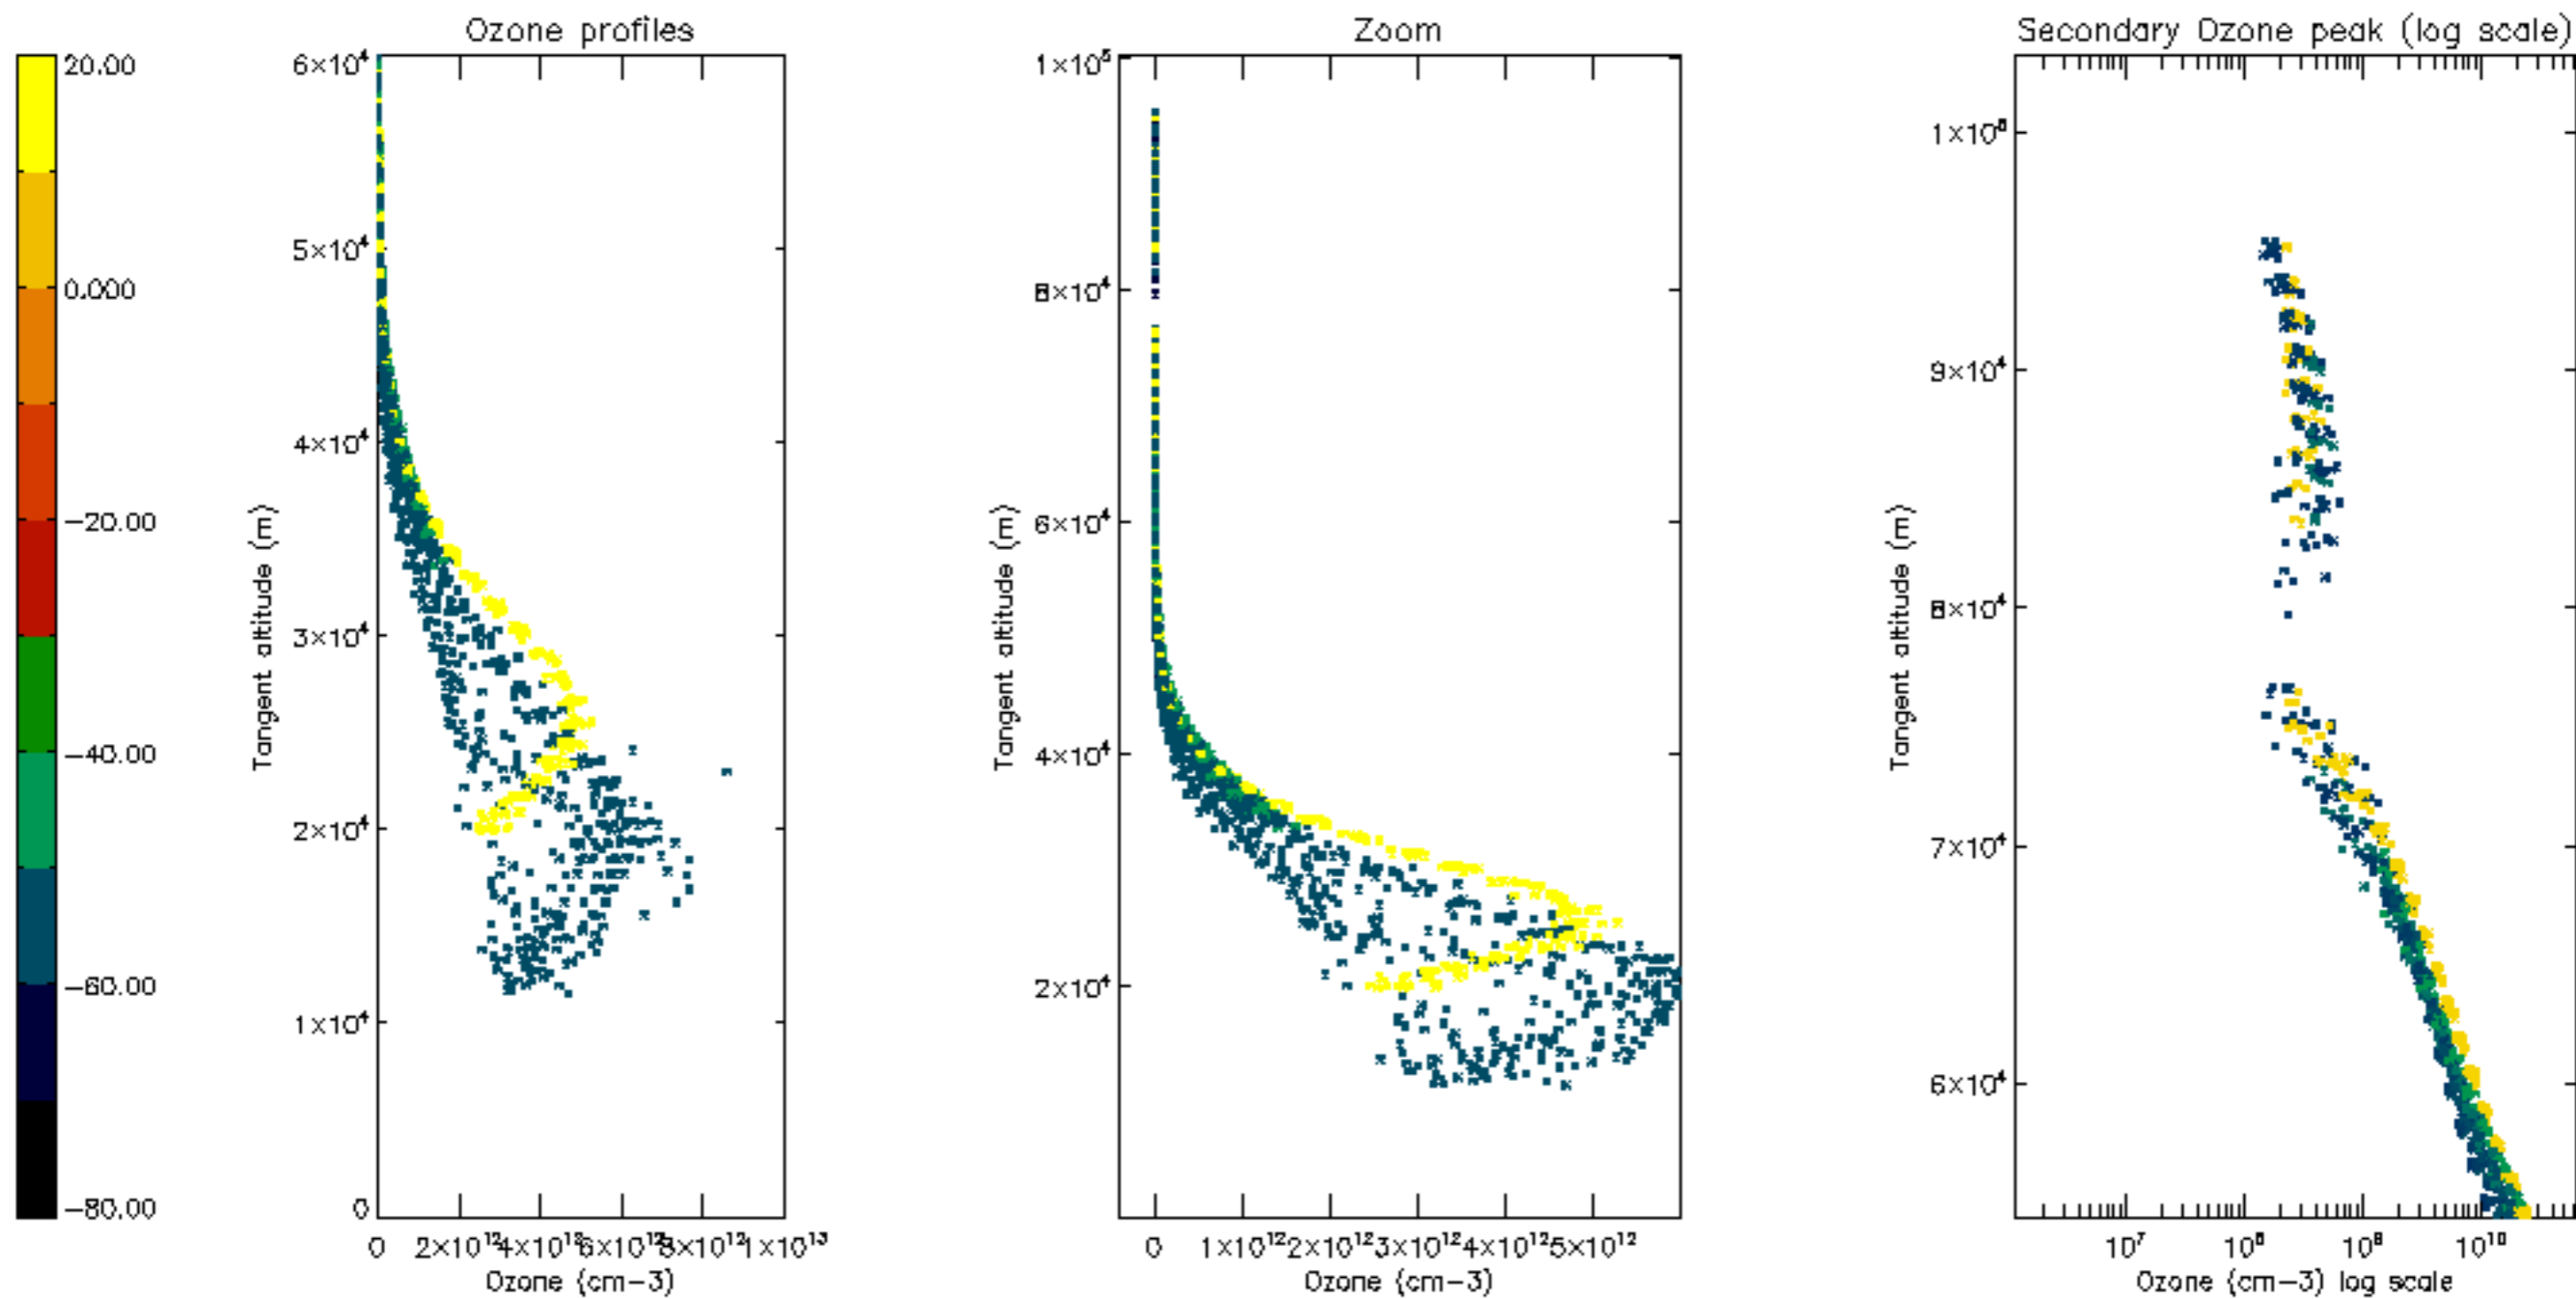 Ozone profiles
Zoom
Secondary Ozone peak (log scale)
20.00
0.000
−20.00
−40.00
−60.00
−80.00
Tangent altitude (m)
6×10⁴
5×10⁴
4×10⁴
3×10⁴
2×10⁴
1×10⁴
0
0 2×10¹² 4×10¹² 6×10¹² 8×10¹² 1×10¹³
Ozone (cm−3)
Tangent altitude (m)
1×10⁵
8×10⁴
6×10⁴
4×10⁴
2×10⁴
0 1×10¹² 2×10¹² 3×10¹² 4×10¹² 5×10¹²
Ozone (cm−3)
Tangent altitude (m)
1×10⁵
9×10⁴
8×10⁴
7×10⁴
6×10⁴
10⁷ 10⁸ 10⁹ 10¹⁰
Ozone (cm−3) log scale